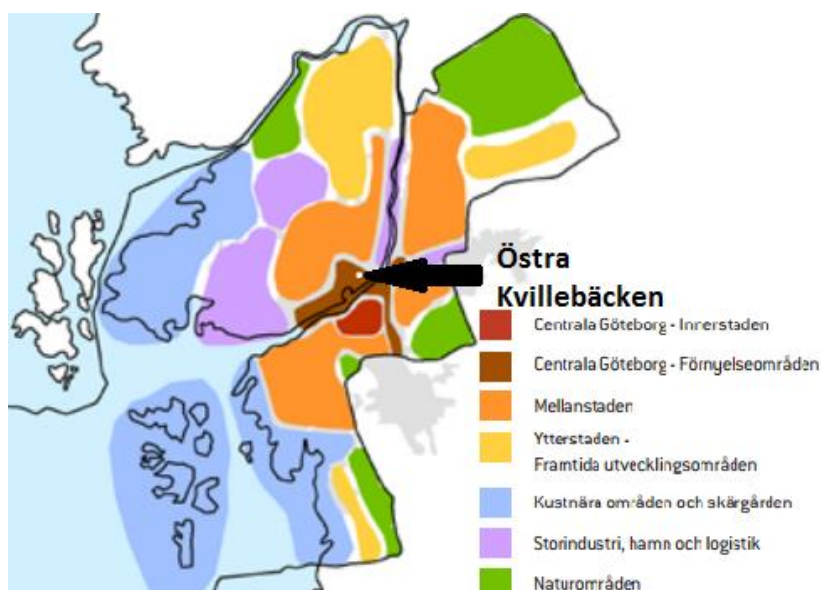 Östra
Kvillebäcken
Centrala Göteborg - Innerstaden
Centrala Göteborg - Förnyelseområden
Mellanstaden
Ytterstaden -
Framtida utvecklingsområden
Kustnära områden och skärgården
Storindustri, hamn och logistik
Naturområden